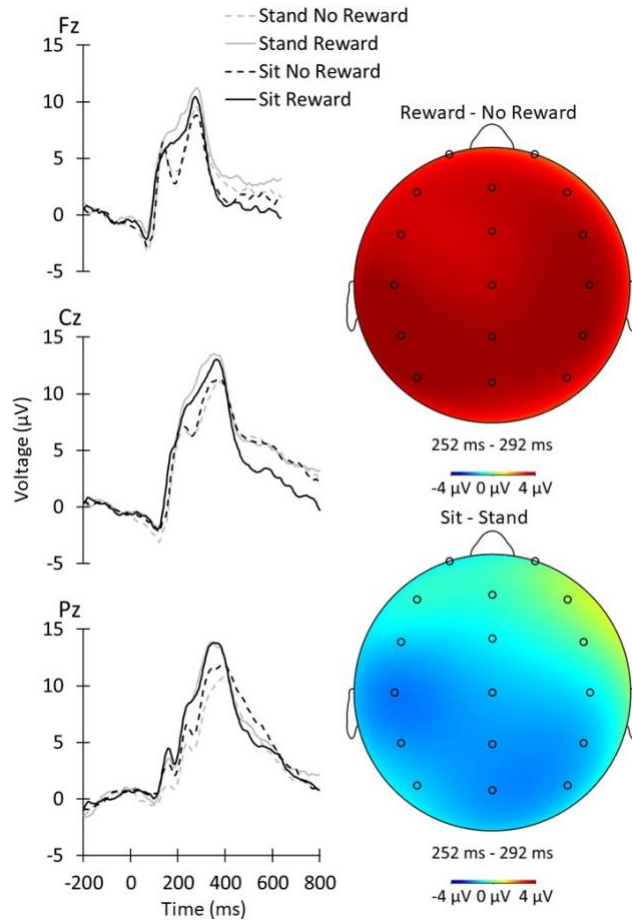 Fz
Stand No Reward
Stand Reward
Sit No Reward
Sit Reward
15
10
5
0
-5
Reward - No Reward
252 ms - 292 ms
-4 µV 0 µV 4 µV
Cz
15
10
5
0
-5
Voltage (µV)
Sit - Stand
252 ms - 292 ms
-4 µV 0 µV 4 µV
Pz
15
10
5
0
-5
-200 0 200 400 600 800
Time (ms)